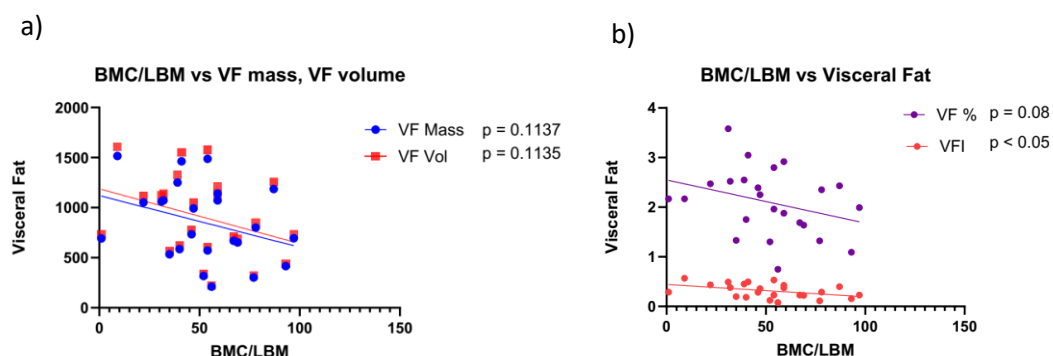 a)
BMC/LBM vs VF mass, VF volume
2000
1500
1000
500
0
0 50 100 150
Visceral Fat
BMC/LBM
VF Mass p = 0.1137
VF Vol p = 0.1135
b)
BMC/LBM vs Visceral Fat
4
3
2
1
0
0 50 100 150
Visceral Fat
BMC/LBM
VF % p = 0.08
VFI p < 0.05